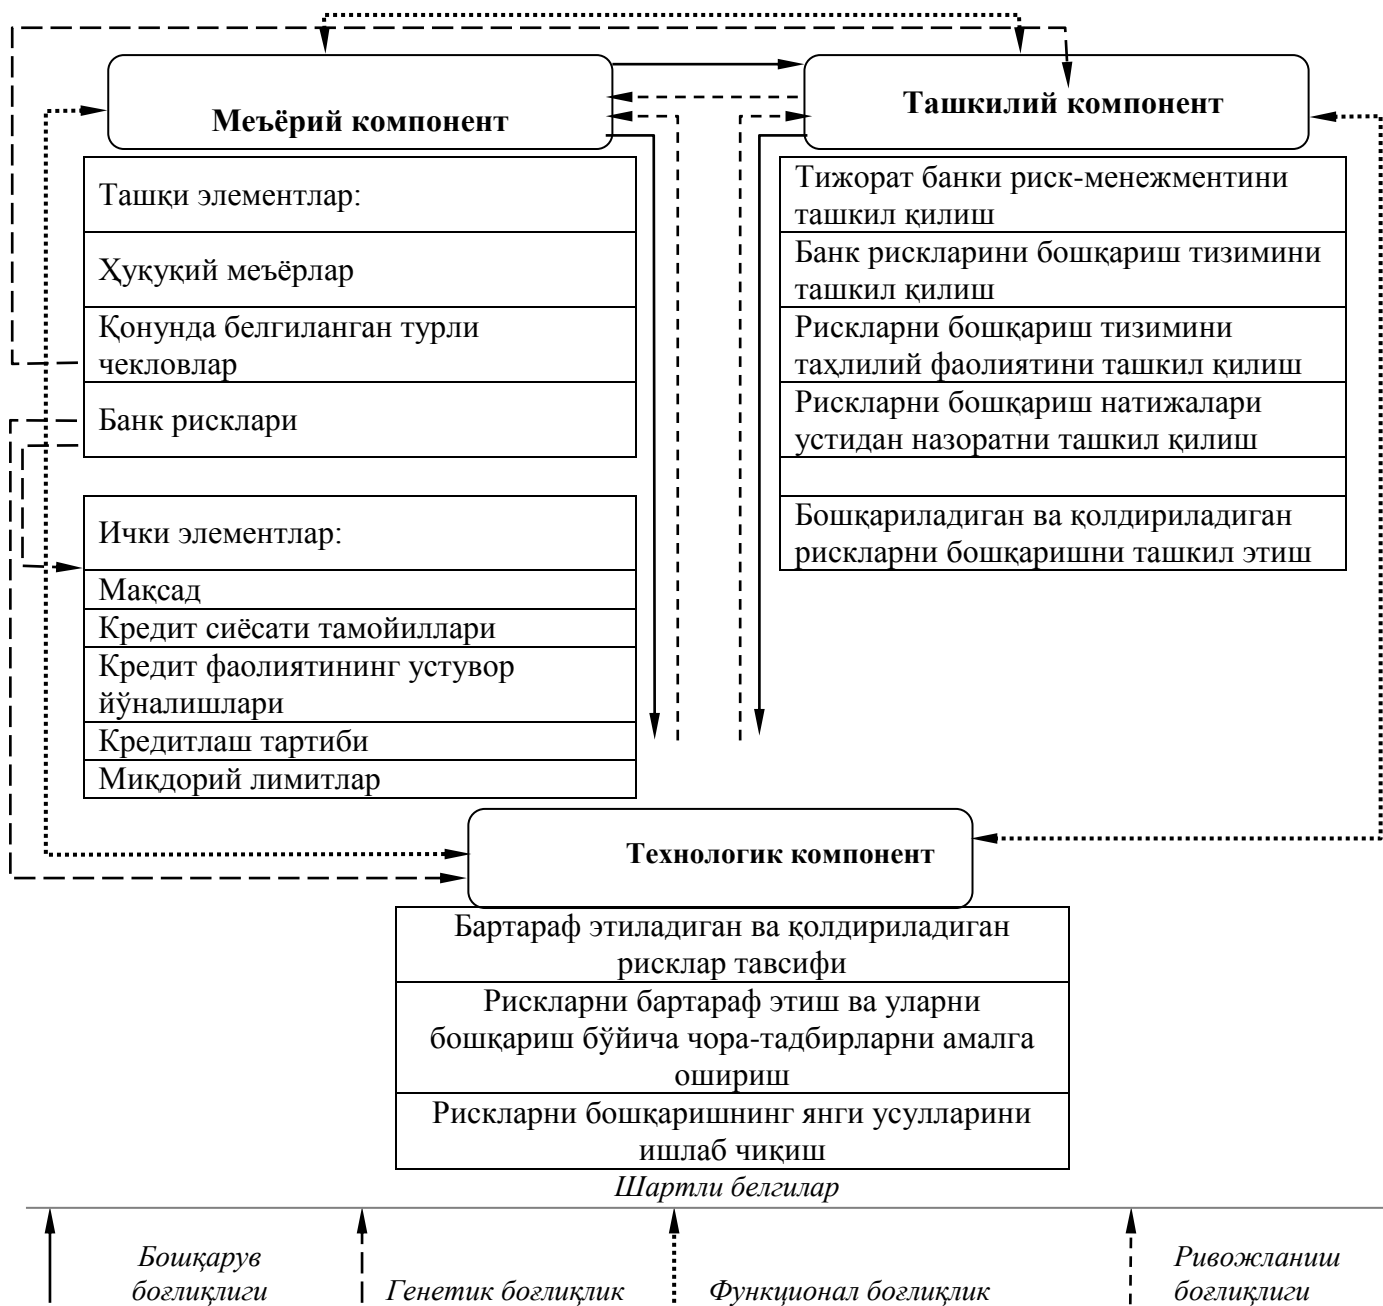 Меъёрий компонент
Ташқи элементлар:
Ҳуқуқий меъёрлар
Қонунда белгиланган турли
чекловлар
Банк рисклари
Ички элементлар:
Мақсад
Кредит сиёсати тамойиллари
Кредит фаолиятининг устувор
йўналишлари
Кредитлаш тартиби
Миқдорий лимитлар
Ташкилий компонент
Тижорат банки риск-менежментини
ташкил қилиш
Банк рискларини бошқариш тизимини
ташкил қилиш
Рискларни бошқариш тизимини
таҳлилий фаолиятини ташкил қилиш
Рискларни бошқариш натижалари
устидан назоратни ташкил қилиш
Бошқариладиган ва қолдириладиган
рискларни бошқаришни ташкил этиш
Технологик компонент
Бартараф этиладиган ва қолдириладиган
рисклар тавсифи
Рискларни бартараф этиш ва уларни
бошқариш бўйича чора-тадбирларни амалга
ошириш
Рискларни бошқаришнинг янги усулларини
ишлаб чиқиш
Шартли белгилар
Бошқарув
боғлиқлиги
Генетик боғлиқлик
Функционал боғлиқлик
Ривожланиш
боғлиқлиги